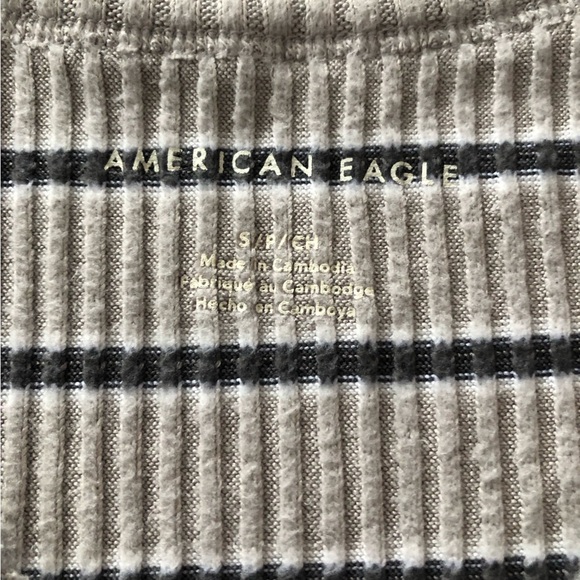 AMERICAN EAGLE
S/P/CH
Made in Cambodia
Fabriqué au Cambodge
Hecho en Camboya